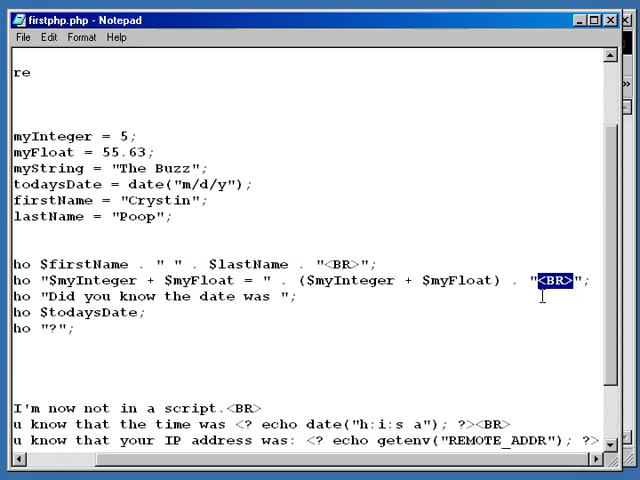 firstphp.php - Notepad
File Edit Format Help
re
myInteger = 5;
myFloat = 55.63;
myString = "The Buzz";
todaysDate = date("m/d/y");
firstName = "Crystin";
lastName = "Poop";
ho $firstName . " " . $lastName . "<BR>";
ho "$myInteger + $myFloat = " . ($myInteger + $myFloat) . "<BR>";
ho "Did you know the date was ";
ho $todaysDate;
ho "?";
I'm now not in a script.<BR>
u know that the time was <? echo date("h:i:s a"); ?><BR>
u know that your IP address was: <? echo getenv("REMOTE_ADDR"); ?>